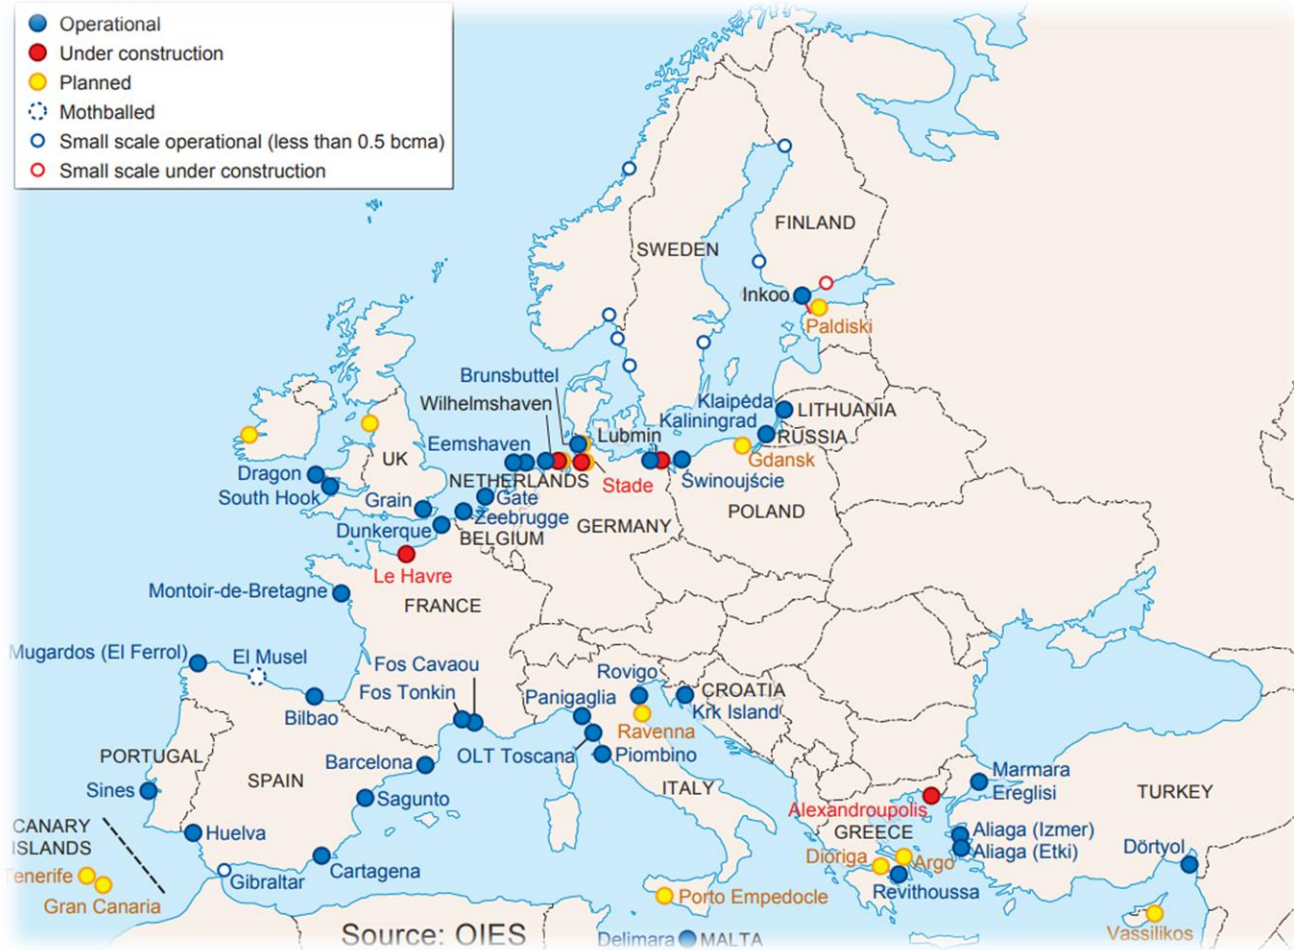 Operational
Under construction
Planned
Mothballed
Small scale operational (less than 0.5 bcma)
Small scale under construction
FINLAND
SWEDEN
Inkoo
Paldiski
Brunsbuttel
Wilhelmshaven
Klaipéda
LITHUANIA
Kaliningrad
RUSSIA
Eemshaven
Lubmin
Gdansk
UK
Dragon
NETHERLANDS
Stade
Świnoujście
South Hook
Grain
Gate
Zeebrugge
POLAND
Dunkerque
GERMANY
BELGIUM
Le Havre
Montoir-de-Bretagne
FRANCE
Mugardos (El Ferrol)
El Musel
Fos Cavaou
Fos Tonkin
Rovigo
Panigaglia
CROATIA
Krk Island
Bilbao
Ravenna
PORTUGAL
Barcelona
OLT Toscana
Piombino
SPAIN
ITALY
Marmara
Ereglisi
TURKEY
Sines
Sagunto
Alexandroupolis
CANARY
ISLANDS
Huelva
GREECE
Aliaga (Izmer)
Aliaga (Etki)
Dörtyol
Dioriga
Argo
Cartagena
Tenerife
Gibraltar
Revithoussa
Gran Canaria
Porto Empedocle
Vassilikos
Source: OIES
Delimara
MALTA